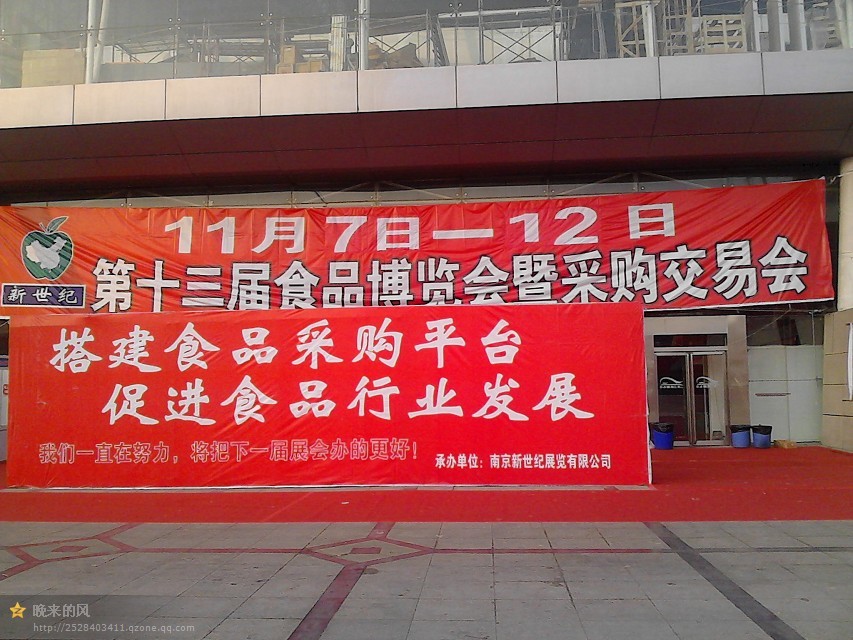 11月7日—12日
新世纪
第十三届食品博览会暨采购交易会
搭建食品采购平台
促进食品行业发展
我们一直在努力，将把下一届展会办的更好！
承办单位：南京新世纪展览有限公司
晚来的风
http://2528403411.qzone.qq.com